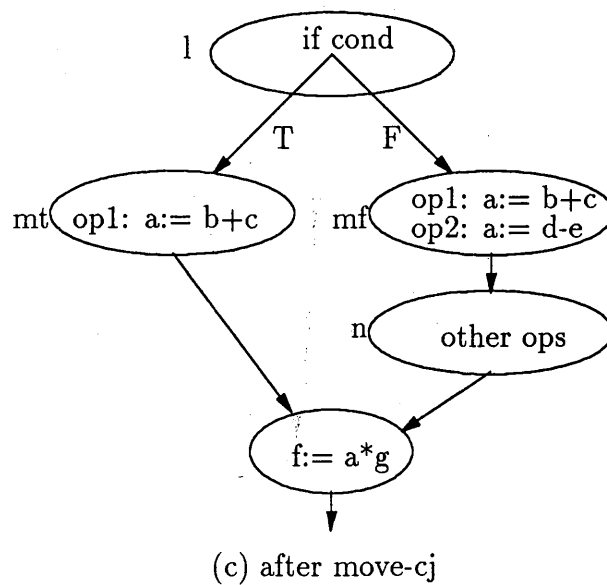 l
if cond
T
F
mt
op1: a:= b+c
mf
op1: a:= b+c
op2: a:= d-e
n
other ops
f:= a*g
(c) after move-cj